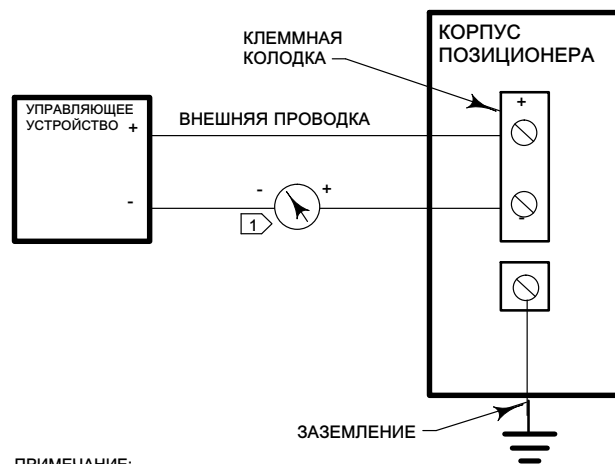 КЛЕММНАЯ
КОЛОДКА
КОРПУС
ПОЗИЦИОНЕРА
УПРАВЛЯЮЩЕЕ
УСТРОЙСТВО
+
-
ВНЕШНЯЯ ПРОВОДКА
- +
1
+
-
ЗАЗЕМЛЕНИЕ
ПРИМЕЧАНИЕ: